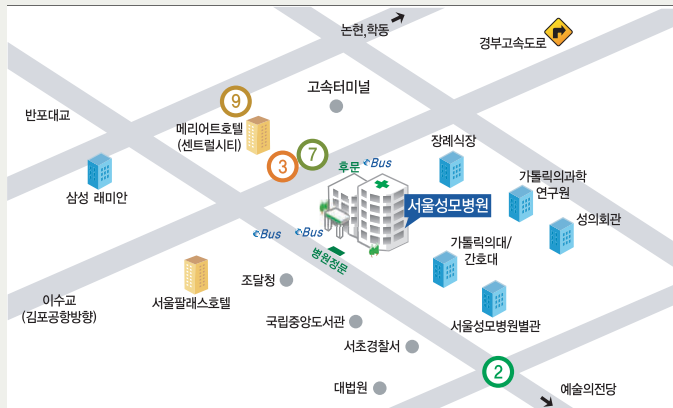 논현,학동
경부고속도로
고속터미널
9
반포대교
메리어트호텔
(센트럴시티)
3
7
후문
Bus
장례식장
가톨릭의과학
연구원
삼성 래미안
서울성모병원
성의회관
Bus
Bus
병원정문
가톨릭의대/
간호대
조달청
서울팔래스호텔
이수교
(김포공항방향)
국립중앙도서관
서울성모병원별관
서초경찰서
2
대법원
예술의전당